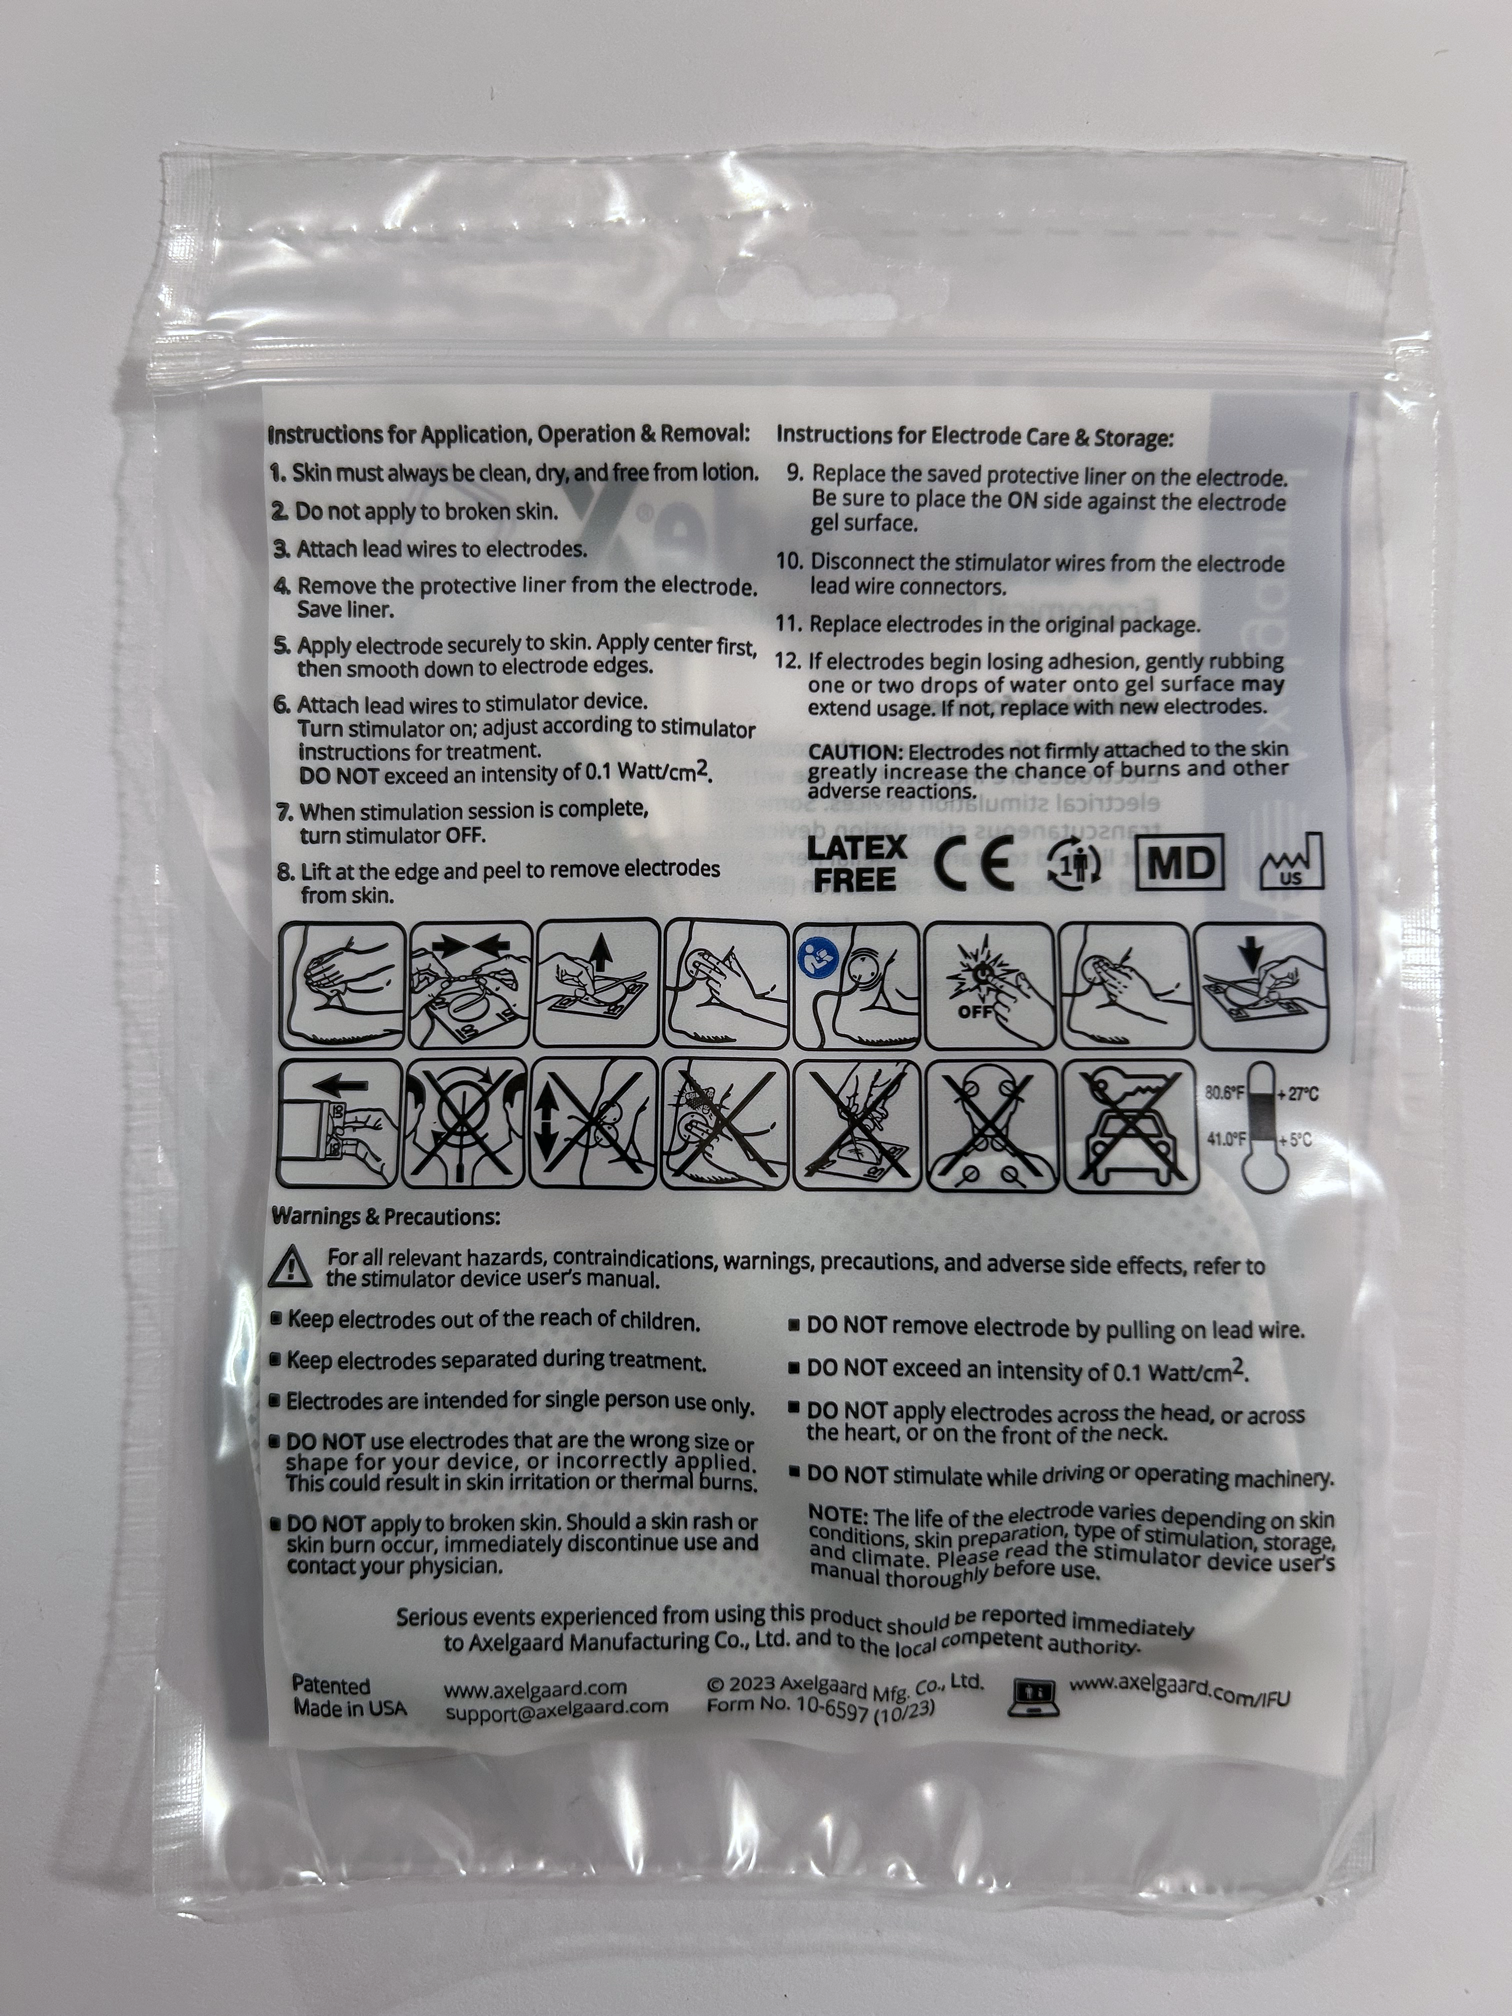 Instructions for Application, Operation & Removal:
1. Skin must always be clean, dry, and free from lotion.
2. Do not apply to broken skin.
3. Attach lead wires to electrodes.
4. Remove the protective liner from the electrode.
Save liner.
5. Apply electrode securely to skin. Apply center first,
then smooth down to electrode edges.
6. Attach lead wires to stimulator device.
Turn stimulator on; adjust according to stimulator
instructions for treatment.
DO NOT exceed an intensity of 0.1 Watt/cm².
7. When stimulation session is complete,
turn stimulator OFF.
8. Lift at the edge and peel to remove electrodes
from skin.
Instructions for Electrode Care & Storage:
9. Replace the saved protective liner on the electrode.
Be sure to place the ON side against the electrode
gel surface.
10. Disconnect the stimulator wires from the electrode
lead wire connectors.
11. Replace electrodes in the original package.
12. If electrodes begin losing adhesion, gently rubbing
one or two drops of water onto gel surface may
extend usage. If not, replace with new electrodes.
CAUTION: Electrodes not firmly attached to the skin
greatly increase the chance of burns and other
adverse reactions.
LATEX
FREE
CE
1
MD
US
OFF
80.6°F
+27°C
41.0°F
+5°C
Warnings & Precautions:
For all relevant hazards, contraindications, warnings, precautions, and adverse side effects, refer to
the stimulator device user's manual.
Keep electrodes out of the reach of children.
Keep electrodes separated during treatment.
Electrodes are intended for single person use only.
DO NOT use electrodes that are the wrong size or
shape for your device, or incorrectly applied.
This could result in skin irritation or thermal burns.
DO NOT apply to broken skin. Should a skin rash or
skin burn occur, immediately discontinue use and
contact your physician.
DO NOT remove electrode by pulling on lead wire.
DO NOT exceed an intensity of 0.1 Watt/cm².
DO NOT apply electrodes across the head, or across
the heart, or on the front of the neck.
DO NOT stimulate while driving or operating machinery.
NOTE: The life of the electrode varies depending on skin
conditions, skin preparation, type of stimulation, storage,
and climate. Please read the stimulator device user's
manual thoroughly before use.
Serious events experienced from using this product should be reported immediately
to Axelgaard Manufacturing Co., Ltd. and to the local competent authority.
Patented
Made in USA
www.axelgaard.com
support@axelgaard.com
© 2023 Axelgaard Mfg. Co., Ltd.
Form No. 10-6597 (10/23)
www.axelgaard.com/IFU